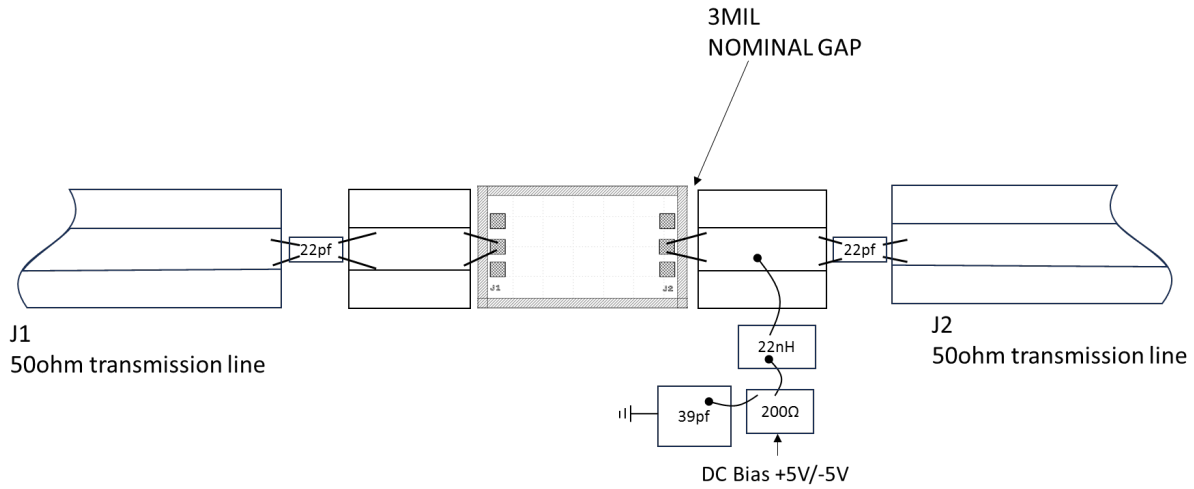 3MIL
NOMINAL GAP
22pf
22pf
J1
J2
J1
50ohm transmission line
J2
50ohm transmission line
22nH
39pf
200Ω
DC Bias +5V/-5V